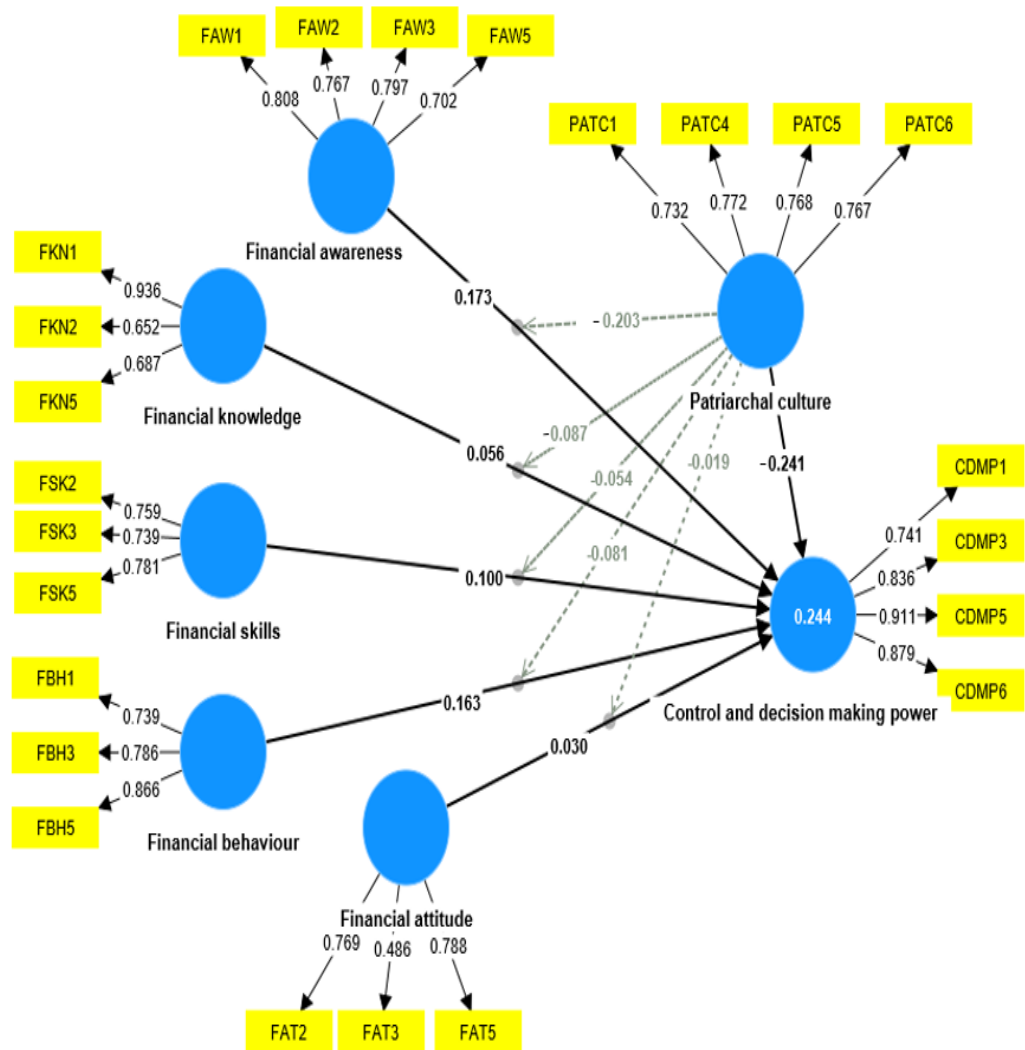 FAW1 FAW2 FAW3 FAW5
0.808 0.767 0.797 0.702
PATC1 PATC4 PATC5 PATC6
0.732 0.772 0.768 0.767
Financial awareness
FKN1
0.936
FKN2
0.652
FKN5
0.687
Financial knowledge
0.173
-0.203
Patriarchal culture
-0.087
0.056
-0.054
-0.019
-0.241
FSK2
0.759
FSK3
0.739
FSK5
0.781
Financial skills
-0.081
0.100
CDMP1
0.741
CDMP3
0.836
CDMP5
0.911
CDMP6
0.879
0.244
Control and decision making power
FBH1
0.739
FBH3
0.786
FBH5
0.866
Financial behaviour
0.163
0.030
Financial attitude
0.769 0.486 0.788
FAT2 FAT3 FAT5